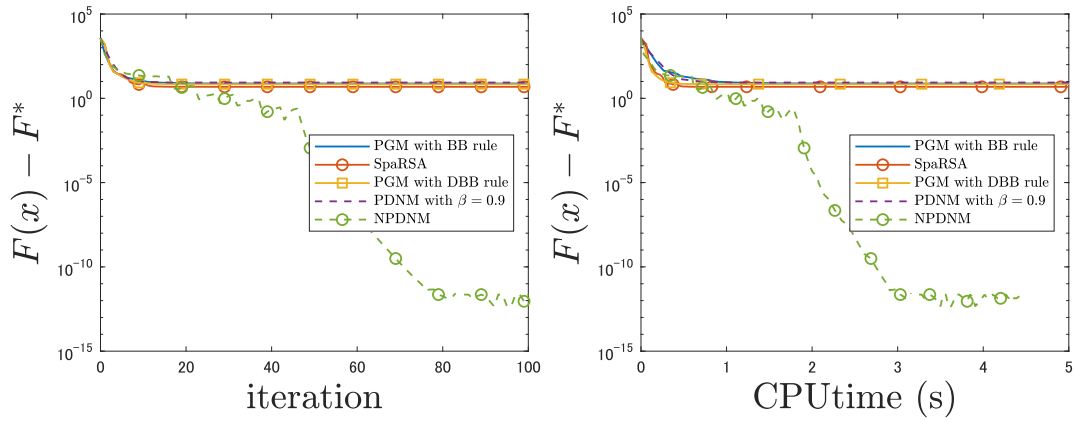 10^5
10^0
10^-5
10^-10
10^-15
F(x) − F*
0 20 40 60 80 100
iteration
PGM with BB rule
SpaRSA
PGM with DBB rule
PDNM with β = 0.9
NPDNM
10^5
10^0
10^-5
10^-10
10^-15
F(x) − F*
0 1 2 3 4 5
CPUtime (s)
PGM with BB rule
SpaRSA
PGM with DBB rule
PDNM with β = 0.9
NPDNM